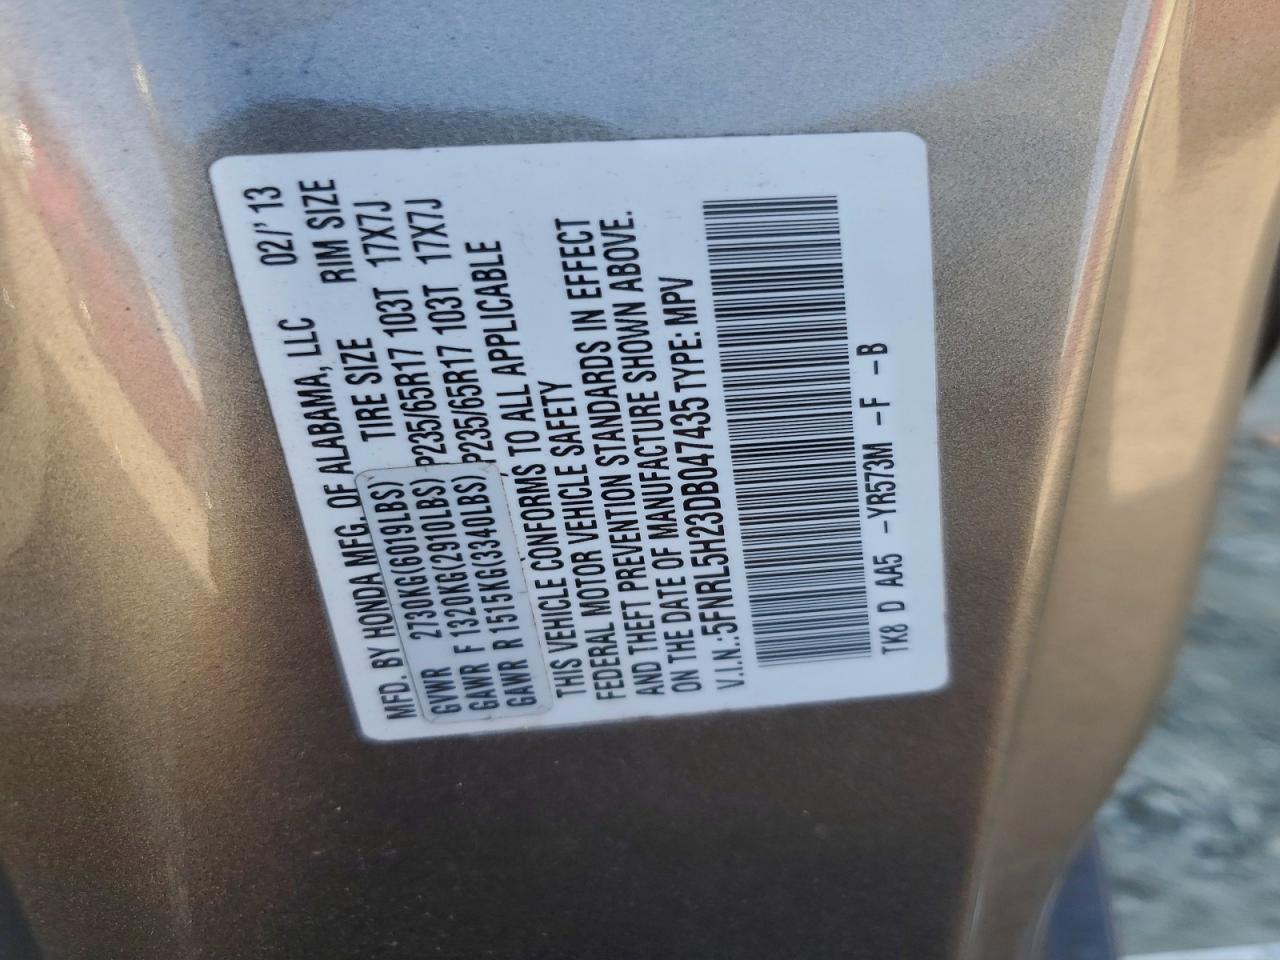 MFD. BY HONDA MFG. OF ALABAMA, LLC 02/'13
TIRE SIZE RIM SIZE
GVWR 2730KG(6019LBS)
GAWR F 1320KG(2910LBS) P235/65R17 103T 17X7J
GAWR R 1515KG(3340LBS) P235/65R17 103T 17X7J
TO ALL APPLICABLE
THIS VEHICLE CONFORMS
FEDERAL MOTOR VEHICLE SAFETY
AND THEFT PREVENTION STANDARDS IN EFFECT
ON THE DATE OF MANUFACTURE SHOWN ABOVE.
V.I.N.:5FNRL5H23DB047435 TYPE: MPV
TK8 D AA5 -YR573M -F -B